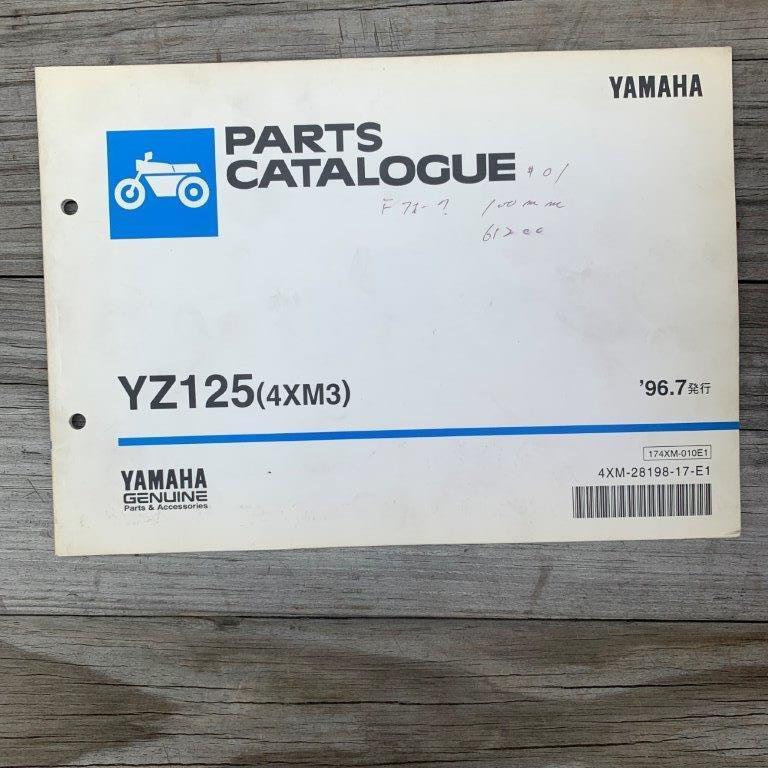 YAMAHA
PARTS
CATALOGUE
100mm
YZ125(4XM3)
'96.7発行
174XM-010E1
4XM-28198-17-E1
YAMAHA
GENUINE
Parts & Accessories